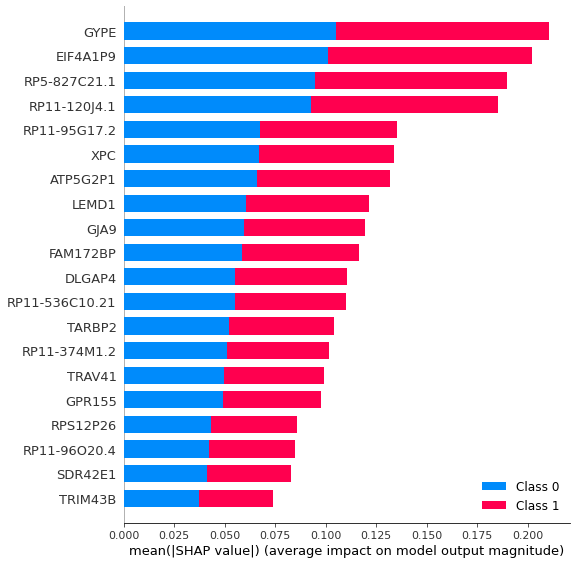 GYPE
EIF4A1P9
RP5-827C21.1
RP11-120J4.1
RP11-95G17.2
XPC
ATP5G2P1
LEMD1
GJA9
FAM172BP
DLGAP4
RP11-536C10.21
TARBP2
RP11-374M1.2
TRAV41
GPR155
RPS12P26
RP11-96O20.4
SDR42E1
TRIM43B
Class 0
Class 1
0.000 0.025 0.050 0.075 0.100 0.125 0.150 0.175 0.200
mean(|SHAP value|) (average impact on model output magnitude)